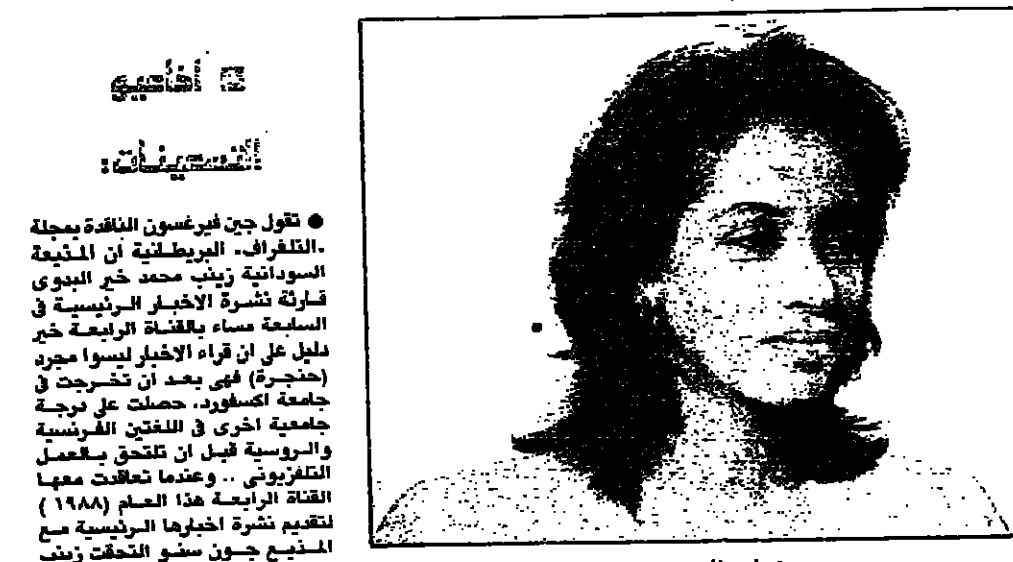 ● تقول جين فيرغسون الناقدة بمجلة
«التلغراف» البريطانية أن المذيعة
السودانية زينب محمد خير البدوى
قارئة نشرة الاخبار الرئيسية في
السابعة مساء بالقناة الرابعة خير
دليل على ان قراء الاخبار ليسوا مجرد
(حنجرة) فهى بعد ان تخرجت في
جامعة اكسفورد، حصلت على درجة
جامعية اخرى في اللغتين الفرنسية
والروسية قبل ان تلتحق بالعمل
التلفزيونى .. وعندما تعاقدت معها
القناة الرابعة هذا العام (١٩٨٨)
لتقديم نشرة اخبارها الرئيسية مع
المذيع جون سنو التحقت زينب